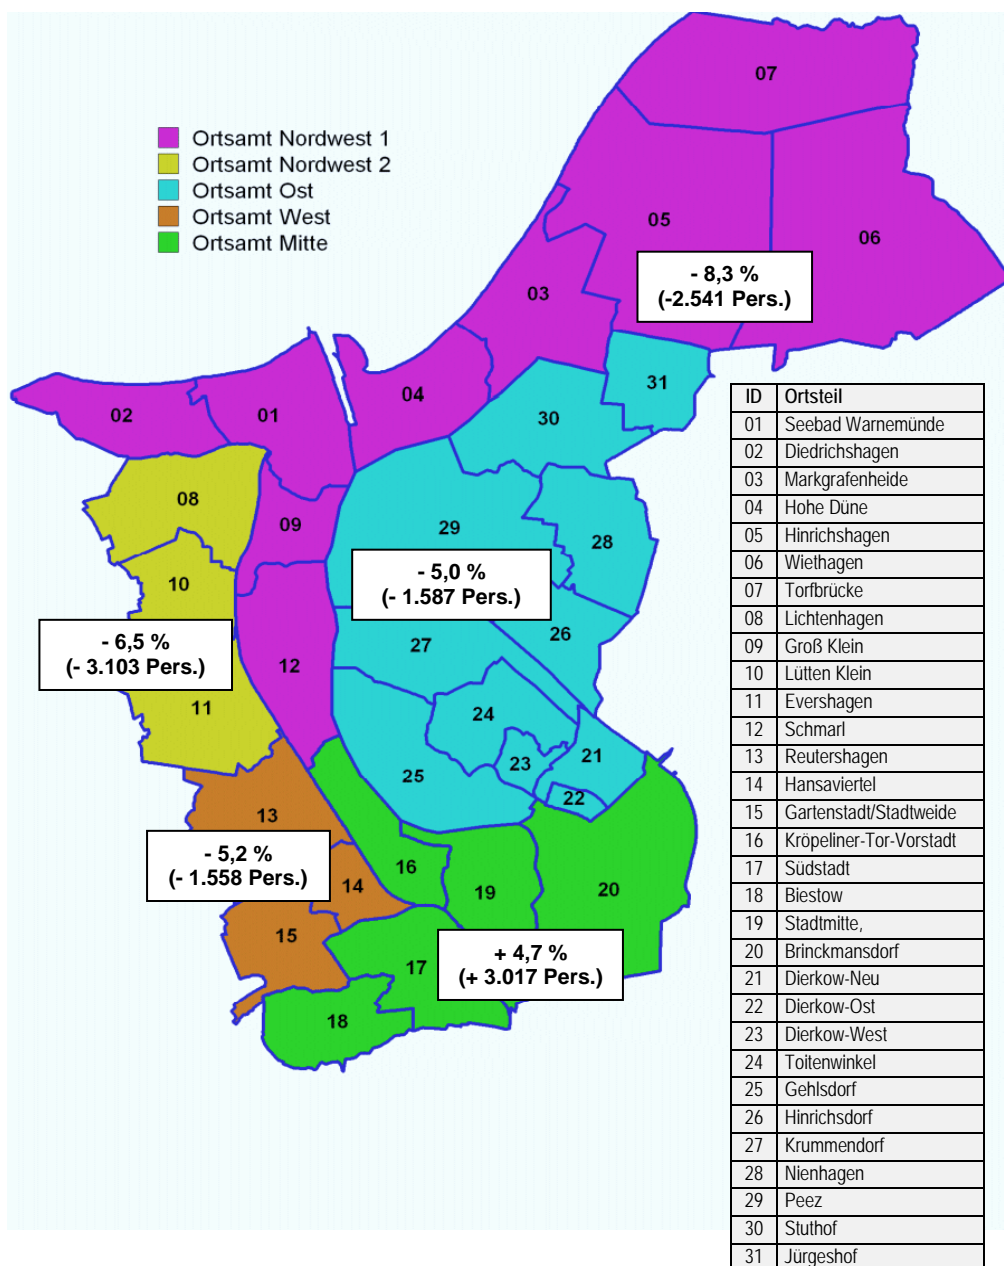 Ortsamt Nordwest 1
Ortsamt Nordwest 2
Ortsamt Ost
Ortsamt West
Ortsamt Mitte
07
05
06
- 8,3 %
(-2.541 Pers.)
03
31
04
30
02
01
08
09
29
28
10
- 5,0 %
(- 1.587 Pers.)
- 6,5 %
(- 3.103 Pers.)
26
27
12
11
24
23
21
25
22
13
- 5,2 %
(- 1.558 Pers.)
16
14
19
20
15
17
+ 4,7 %
(+ 3.017 Pers.)
18
ID Ortsteil
01 Seebad Warnemünde
02 Diedrichshagen
03 Markgrafenheide
04 Hohe Düne
05 Hinrichshagen
06 Wiethagen
07 Torfbrücke
08 Lichtenhagen
09 Groß Klein
10 Lütten Klein
11 Evershagen
12 Schmarl
13 Reutershagen
14 Hansaviertel
15 Gartenstadt/Stadtweide
16 Kröpeliner-Tor-Vorstadt
17 Südstadt
18 Biestow
19 Stadtmitte,
20 Brinckmansdorf
21 Dierkow-Neu
22 Dierkow-Ost
23 Dierkow-West
24 Toitenwinkel
25 Gehlsdorf
26 Hinrichsdorf
27 Krummendorf
28 Nienhagen
29 Peez
30 Stuthof
31 Jürgeshof